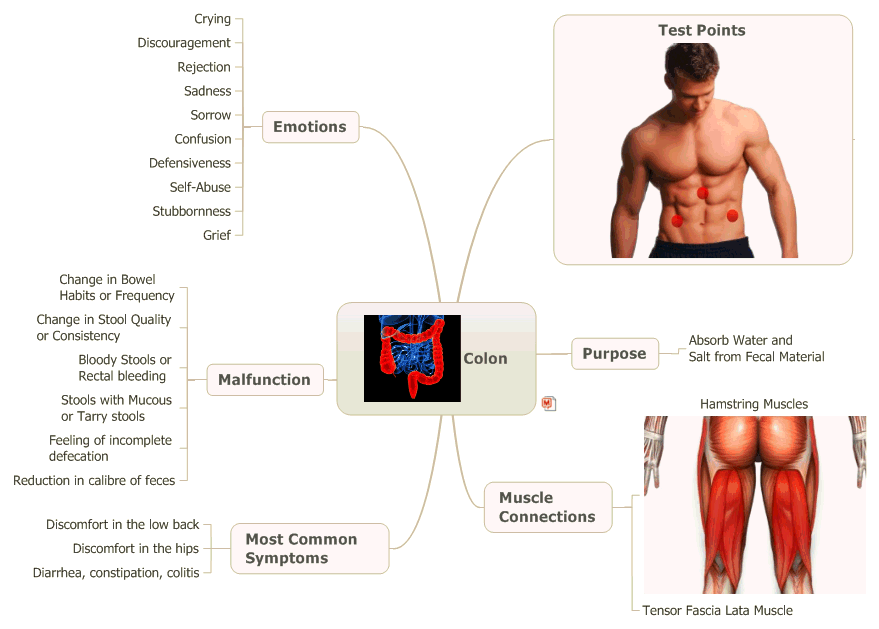 Crying
Discouragement
Rejection
Sadness
Sorrow
Confusion
Defensiveness
Self-Abuse
Stubbornness
Grief
Emotions
Test Points
Change in Bowel
Habits or Frequency
Change in Stool Quality
or Consistency
Bloody Stools or
Rectal bleeding
Stools with Mucous
or Tarry stools
Feeling of incomplete
defecation
Reduction in calibre of feces
Malfunction
Colon
Purpose
Absorb Water and
Salt from Fecal Material
Discomfort in the low back
Discomfort in the hips
Diarrhea, constipation, colitis
Most Common
Symptoms
Muscle
Connections
Hamstring Muscles
Tensor Fascia Lata Muscle